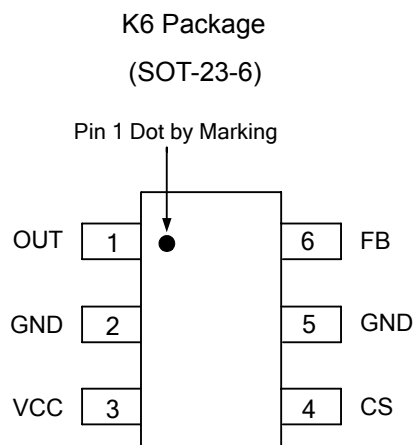 K6 Package
(SOT-23-6)
Pin 1 Dot by Marking
OUT 1 6 FB
GND 2 5 GND
VCC 3 4 CS